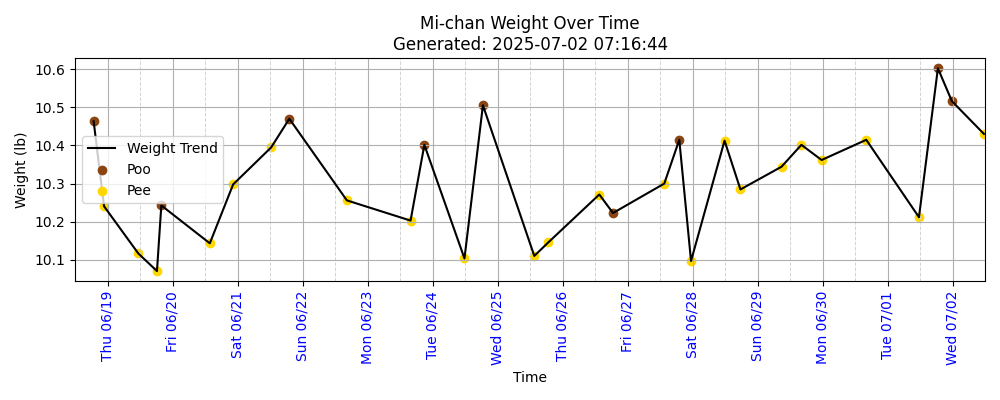 Mi-chan Weight Over Time
Generated: 2025-07-02 07:16:44
Weight (lb)
10.6
10.5
10.4
10.3
10.2
10.1
Weight Trend
Poo
Pee
Thu 06/19
Fri 06/20
Sat 06/21
Sun 06/22
Mon 06/23
Tue 06/24
Wed 06/25
Thu 06/26
Fri 06/27
Sat 06/28
Sun 06/29
Mon 06/30
Tue 07/01
Wed 07/02
Time